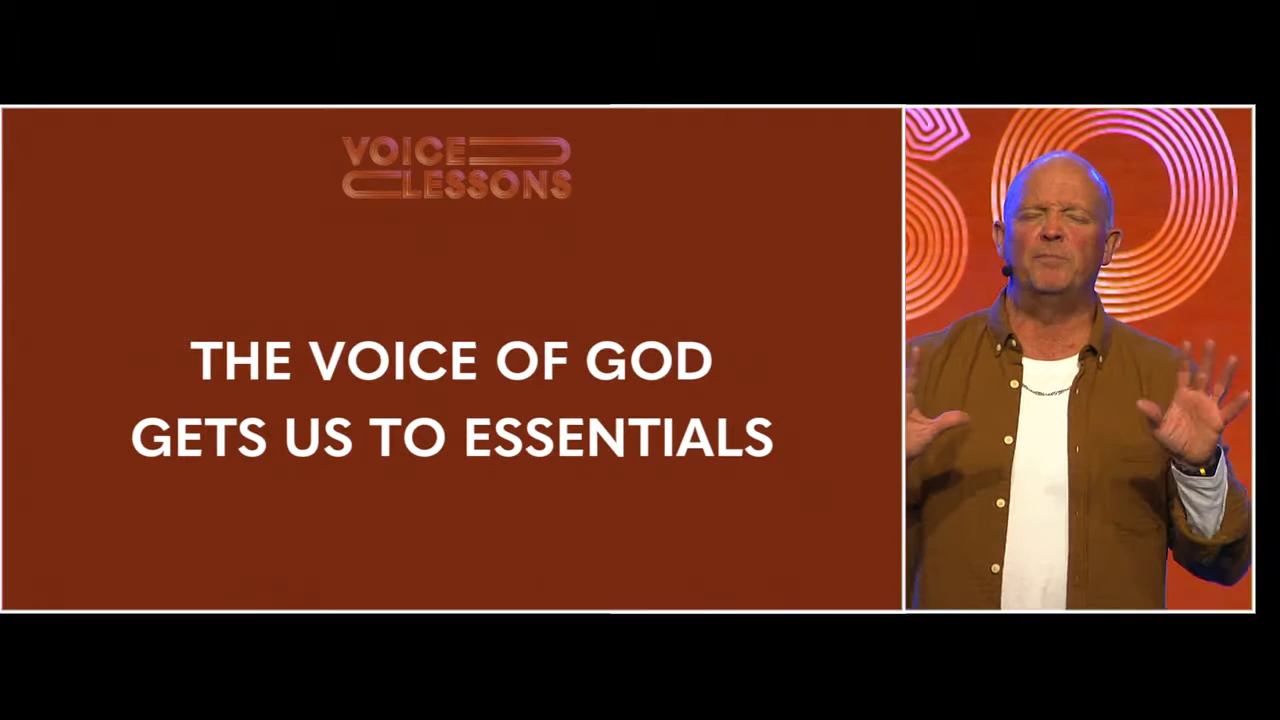 VOICE
LESSONS
THE VOICE OF GOD
GETS US TO ESSENTIALS